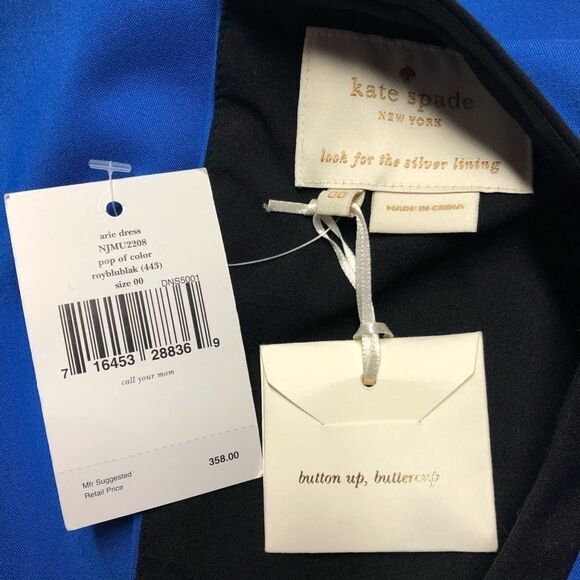 kate spade
NEW YORK
look for the silver lining
00
MADE IN CHINA
arie dress
NJMU2208
pop of color
royblublak (443)
size 00
DNS5001
7 16453 28836 9
call your mom
Mfr Suggested
Retail Price
358.00
button up, buttercup